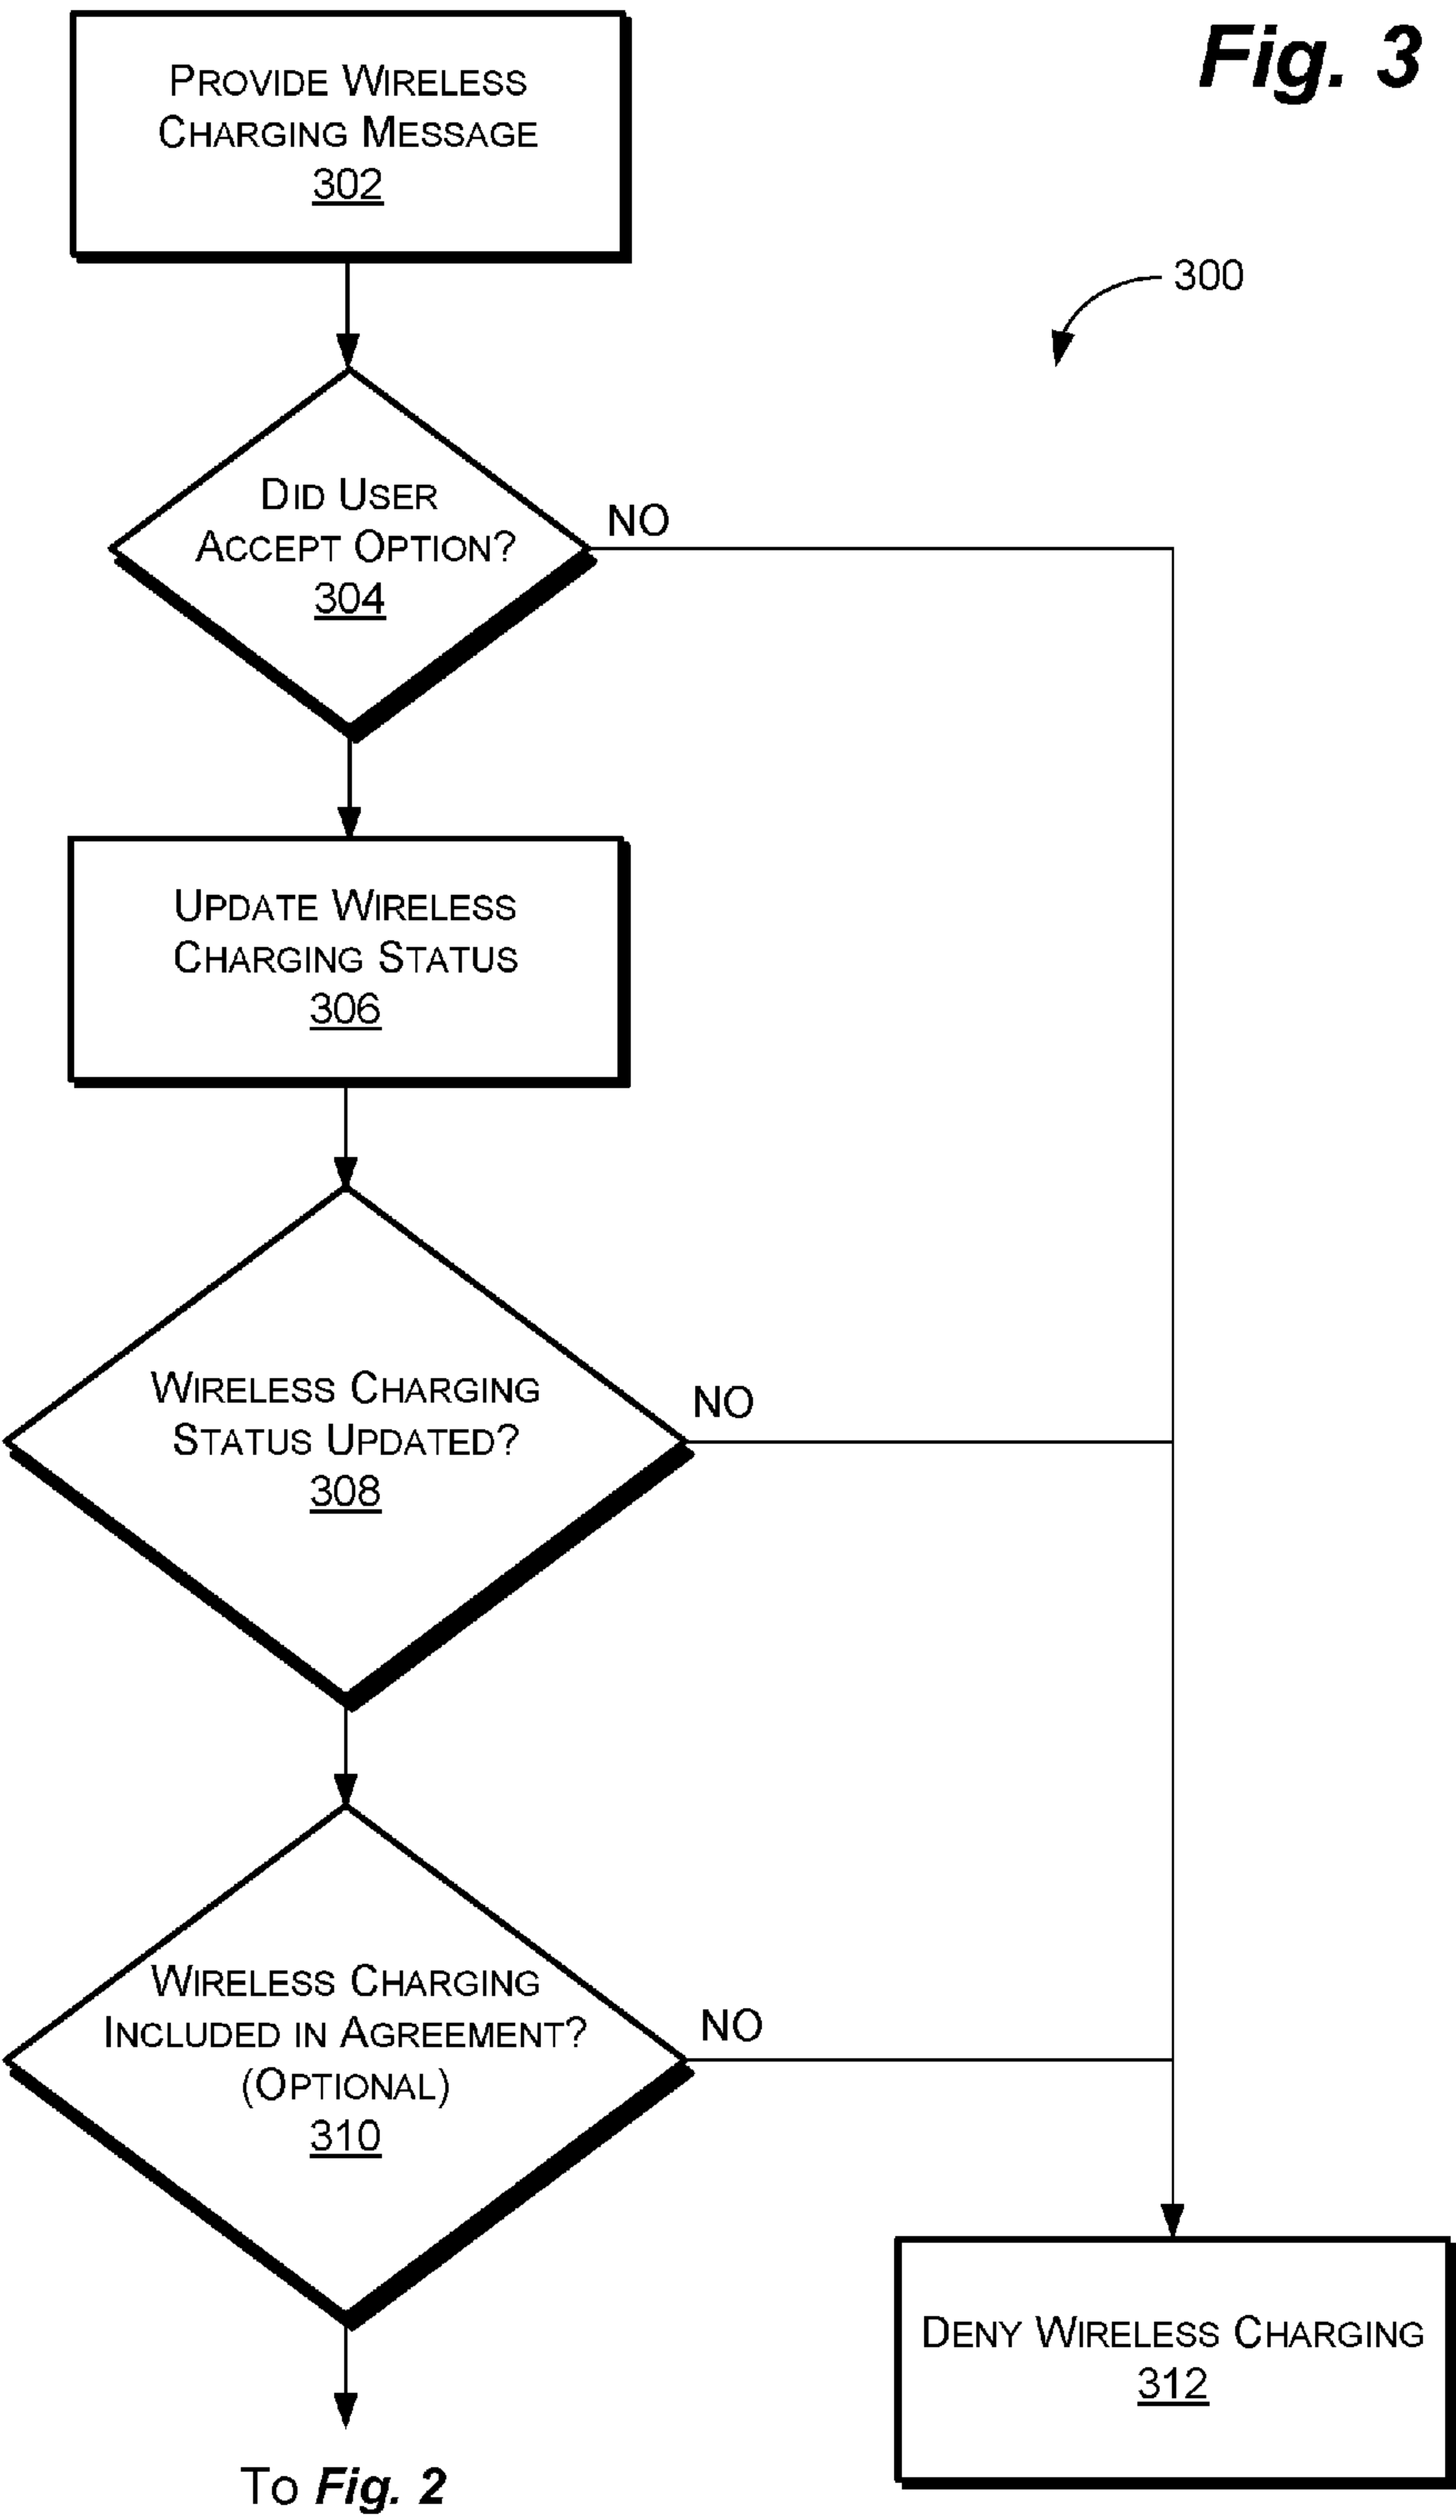 Fig. 3
PROVIDE WIRELESS
CHARGING MESSAGE
302
300
DID USER
ACCEPT OPTION?
304
NO
UPDATE WIRELESS
CHARGING STATUS
306
WIRELESS CHARGING
STATUS UPDATED?
308
NO
WIRELESS CHARGING
INCLUDED IN AGREEMENT?
(OPTIONAL)
310
NO
DENY WIRELESS CHARGING
312
To Fig. 2